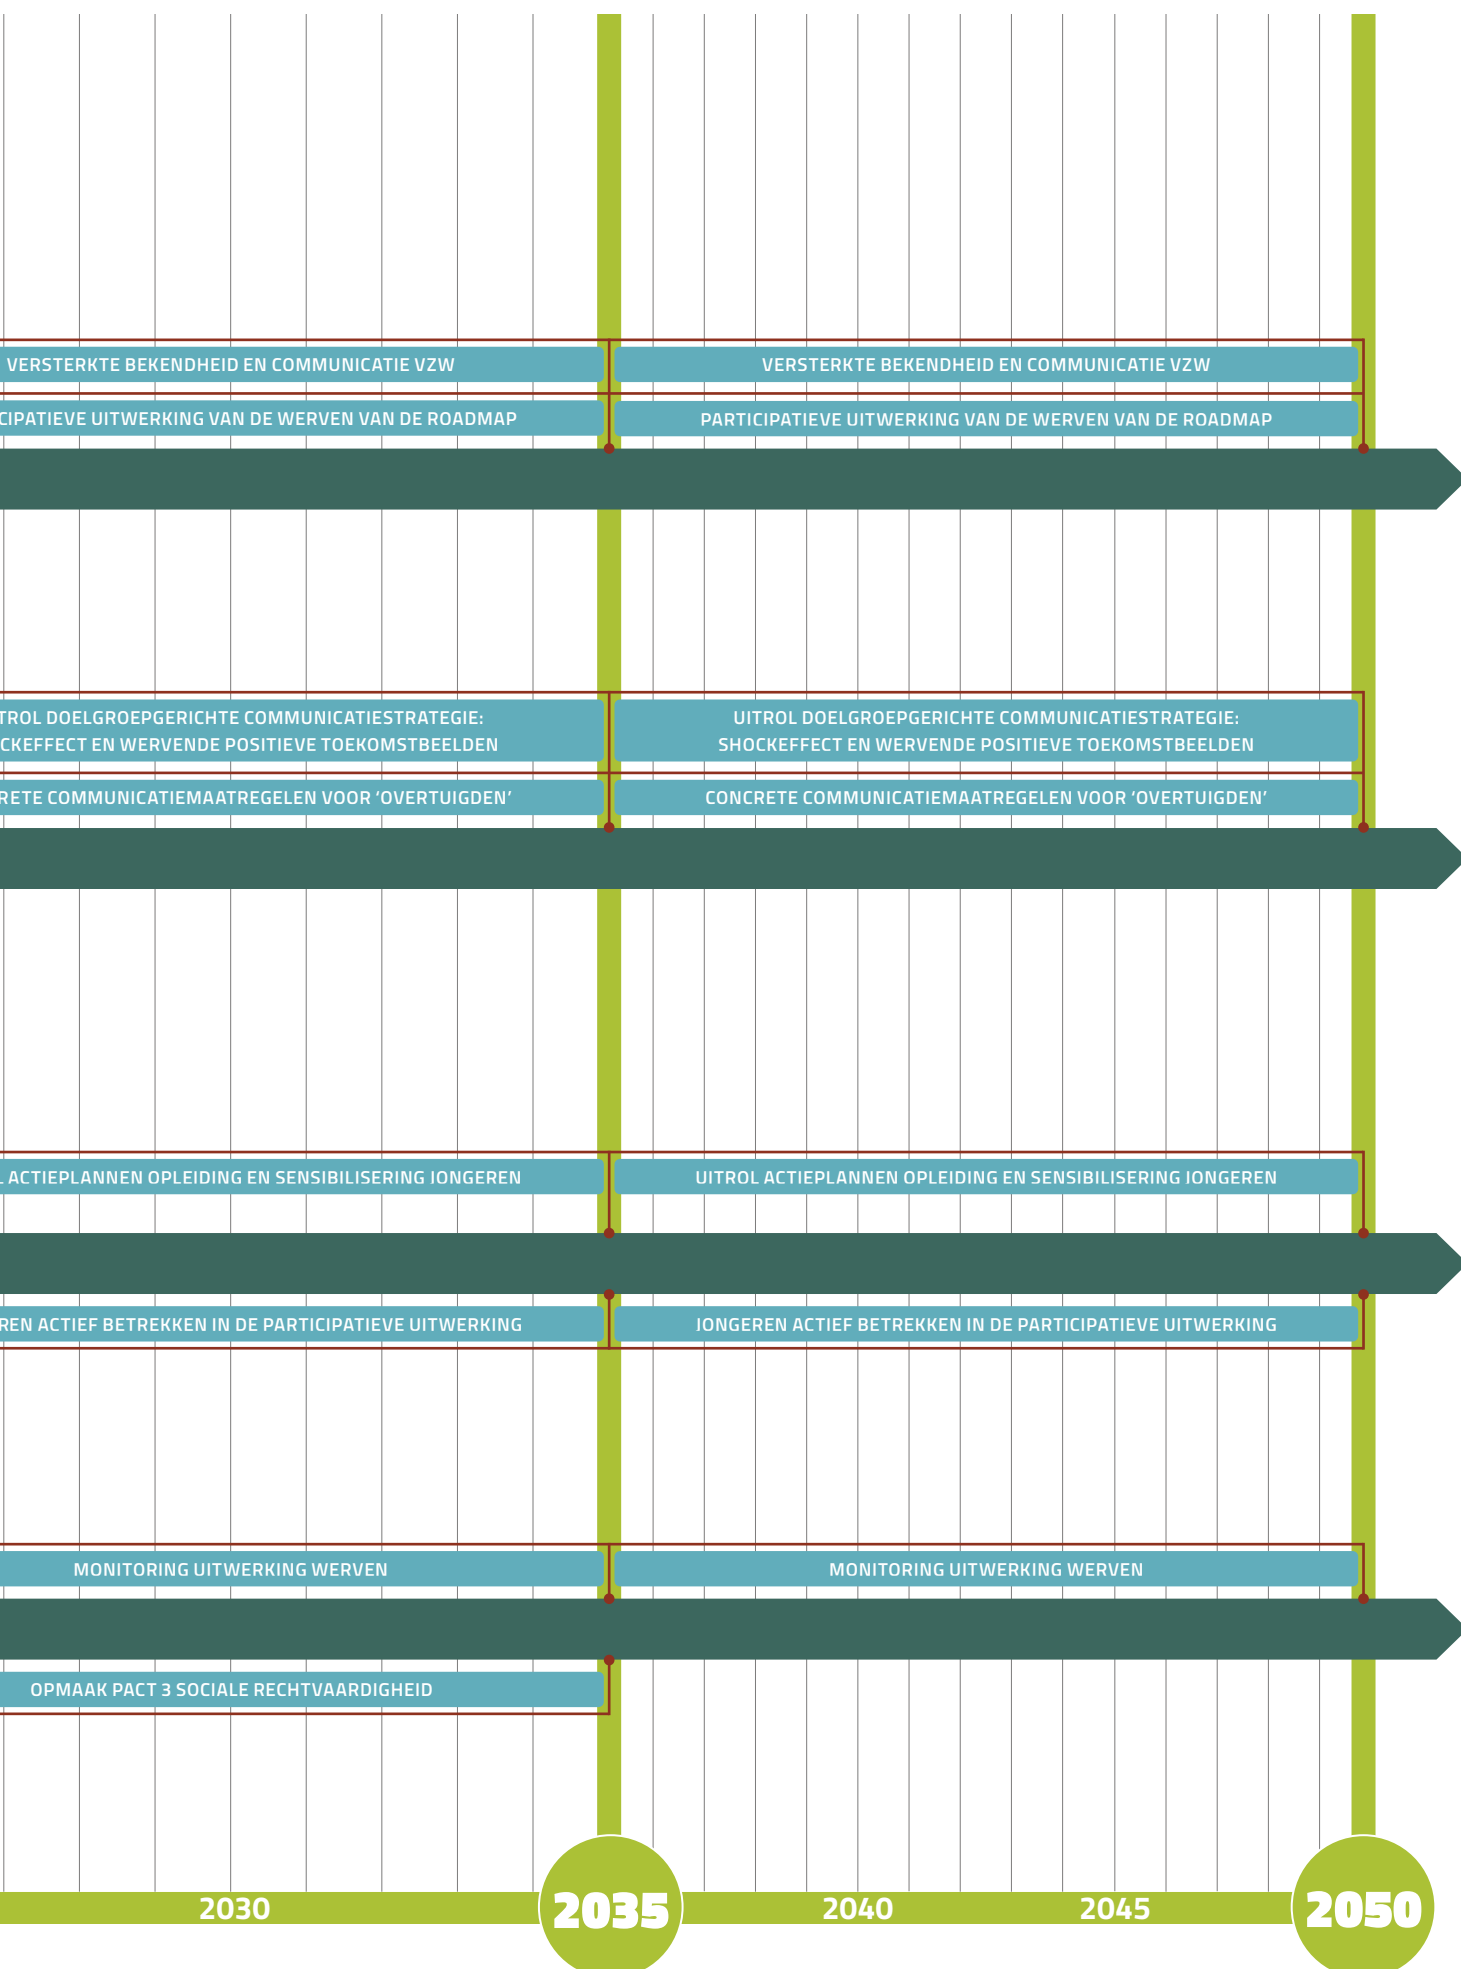 VERSTERKTE BEKENDHEID EN COMMUNICATIE VZW
VERSTERKTE BEKENDHEID EN COMMUNICATIE VZW
CIPATIEVE UITWERKING VAN DE WERVEN VAN DE ROADMAP
PARTICIPATIEVE UITWERKING VAN DE WERVEN VAN DE ROADMAP
TROL DOELGROEPGERICHTE COMMUNICATIESTRATEGIE:
CKEFFECT EN WERVENDE POSITIEVE TOEKOMSTBEELDEN
UITROL DOELGROEPGERICHTE COMMUNICATIESTRATEGIE:
SHOCKEFFECT EN WERVENDE POSITIEVE TOEKOMSTBEELDEN
RETE COMMUNICATIEMAATREGELEN VOOR ‘OVERTUIGDEN’
CONCRETE COMMUNICATIEMAATREGELEN VOOR ‘OVERTUIGDEN’
L ACTIEPLANNEN OPLEIDING EN SENSIBILISERING JONGEREN
UITROL ACTIEPLANNEN OPLEIDING EN SENSIBILISERING JONGEREN
REN ACTIEF BETREKKEN IN DE PARTICIPATIEVE UITWERKING
JONGEREN ACTIEF BETREKKEN IN DE PARTICIPATIEVE UITWERKING
MONITORING UITWERKING WERVEN
MONITORING UITWERKING WERVEN
OPMAAK PACT 3 SOCIALE RECHTVAARDIGHEID
2030
2035
2040
2045
2050